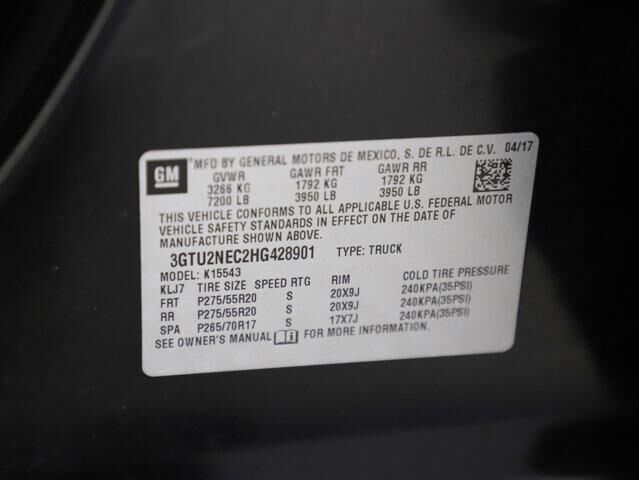 GM
*MFD BY GENERAL MOTORS DE MEXICO, S. DE R.L. DE C.V. 04/17
GVWR GAWR FRT GAWR RR
3266 KG 1792 KG 1792 KG
7200 LB 3950 LB 3950 LB
THIS VEHICLE CONFORMS TO ALL APPLICABLE U.S. FEDERAL MOTOR
VEHICLE SAFETY STANDARDS IN EFFECT ON THE DATE OF
MANUFACTURE SHOWN ABOVE.
3GTU2NEC2HG428901 TYPE: TRUCK
MODEL: K15543
KLJ7 TIRE SIZE SPEED RTG RIM COLD TIRE PRESSURE
FRT P275/55R20 S 20X9J 240KPA(35PSI)
RR P275/55R20 S 20X9J 240KPA(35PSI)
SPA P265/70R17 S 17X7J 240KPA(35PSI)
SEE OWNER'S MANUAL FOR MORE INFORMATION.